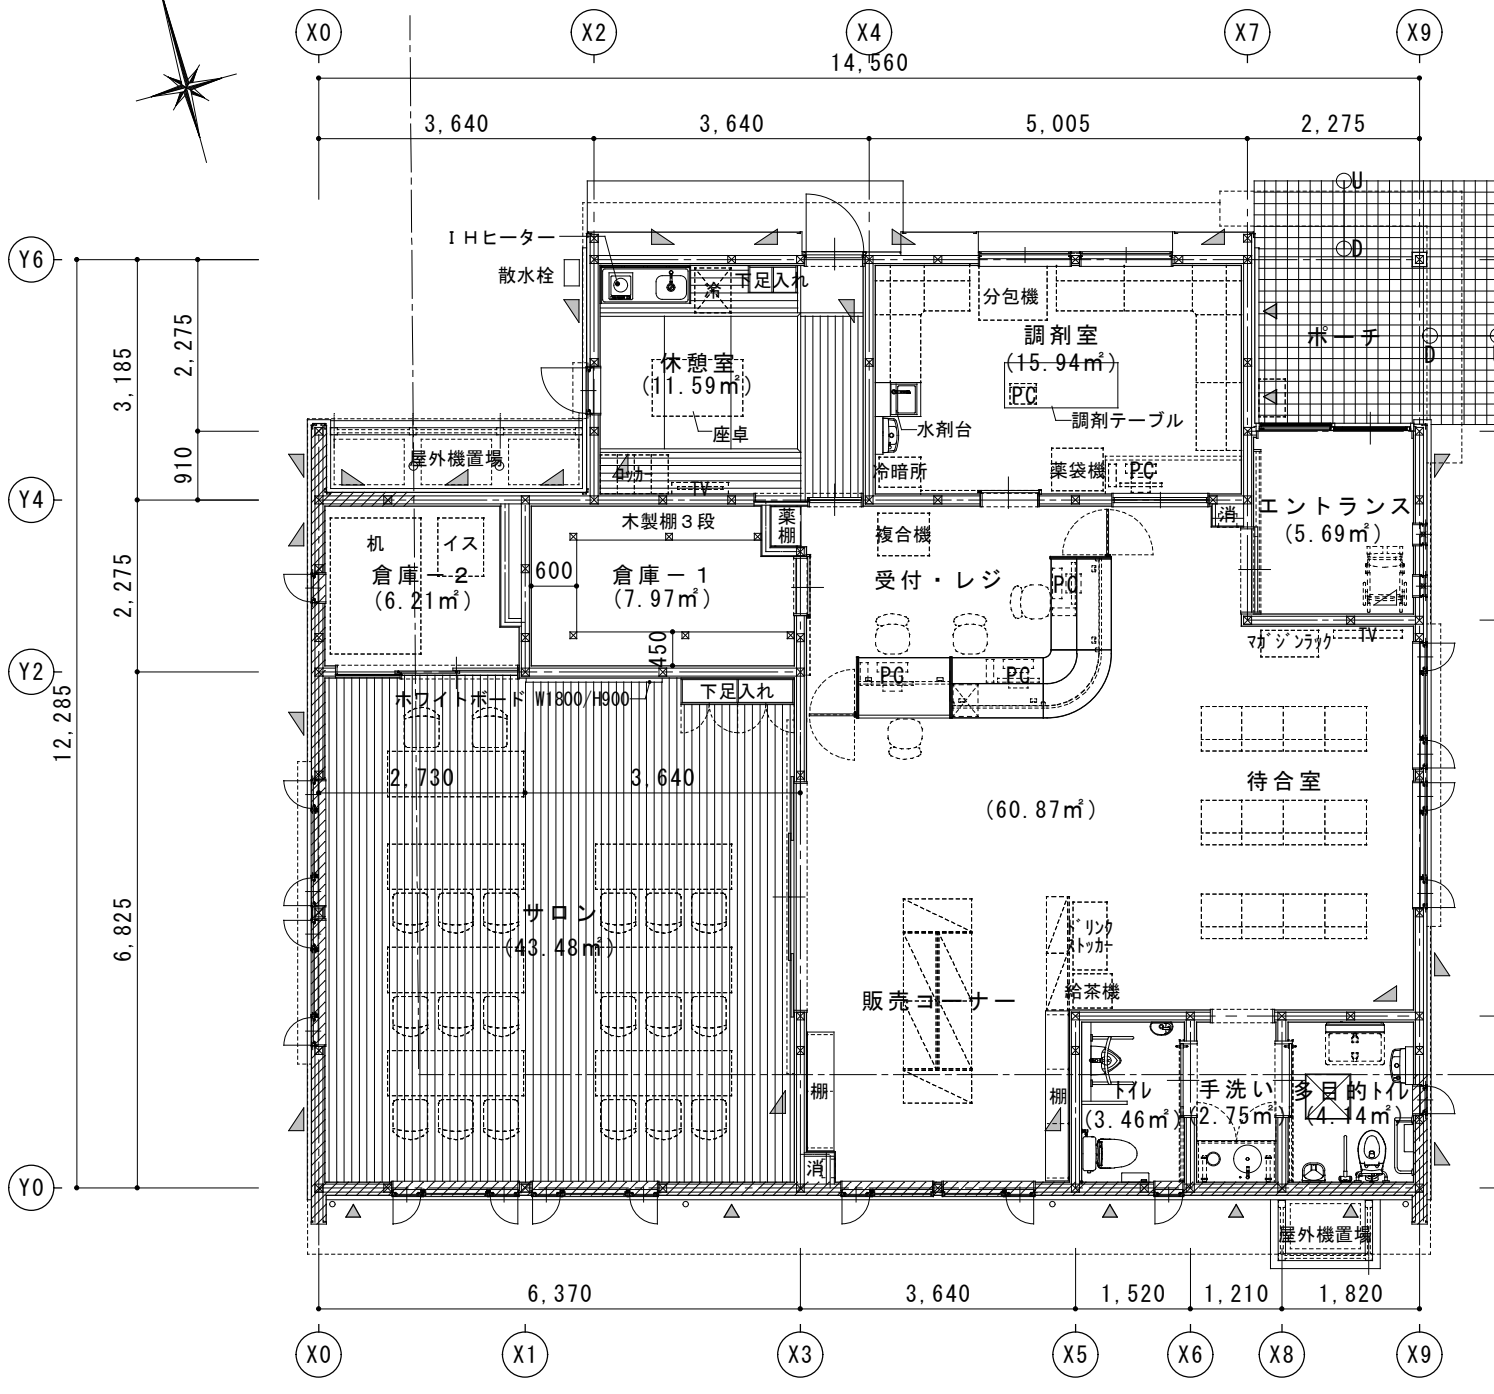 X0
X2
X4
X7
X9
14,560
3,640
3,640
5,005
2,275
U
D
D
Y6
Y4
Y2
Y0
12,285
3,185
2,275
910
2,275
6,825
IHヒーター
散水栓
冷
下足入れ
休憩室
(11.59㎡)
座卓
ロッカー
TV
分包機
調剤室
(15.94㎡)
PC
調剤テーブル
水剤台
冷暗所
薬袋機
PC
ポーチ
屋外機置場
エントランス
(5.69㎡)
消
机
イス
倉庫－2
(6.21㎡)
木製棚3段
薬棚
600
倉庫－1
(7.97㎡)
450
複合機
受付・レジ
PC
PC
PC
マガジンラック
TV
ホワイトボード W1800/H900
下足入れ
2,730
3,640
待合室
(60.87㎡)
サロン
(43.48㎡)
ドリンク
ストッカー
給茶機
販売コーナー
棚
棚
消
トイレ
(3.46㎡)
手洗い
(2.75㎡)
多目的トイレ
(4.14㎡)
屋外機置場
6,370
3,640
1,520
1,210
1,820
X0
X1
X3
X5
X6
X8
X9